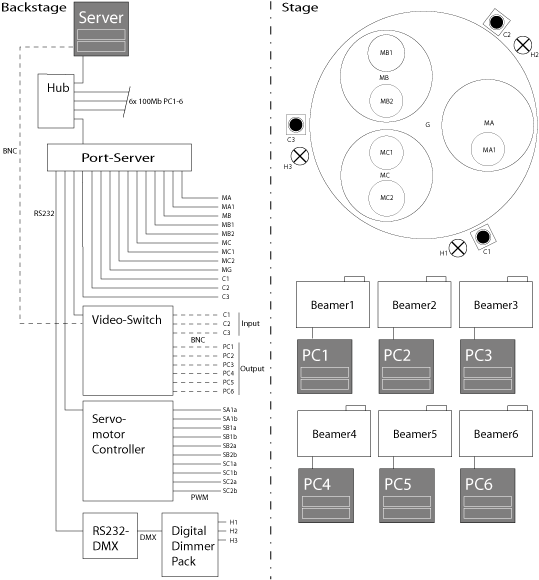 Backstage
Server
Hub
6x 100Mb PC1-6
BNC
Port-Server
RS232
MA
MA1
MB
MB1
MB2
MC
MC1
MC2
MG
C1
C2
C3
Video-Switch
C1
C2
C3
Input
BNC
PC1
PC2
PC3
PC4
PC5
PC6
Output
Servo-
motor
Controller
SA1a
SA1b
SB1a
SB1b
SB2a
SB2b
SC1a
SC1b
SC2a
SC2b
PWM
RS232-
DMX
DMX
Digital
Dimmer
Pack
H1
H2
H3
Stage
C2
H2
MB1
MB
MB2
MA
MA1
G
C3
H3
MC1
MC
MC2
H1
C1
Beamer1
Beamer2
Beamer3
PC1
PC2
PC3
Beamer4
Beamer5
Beamer6
PC4
PC5
PC6